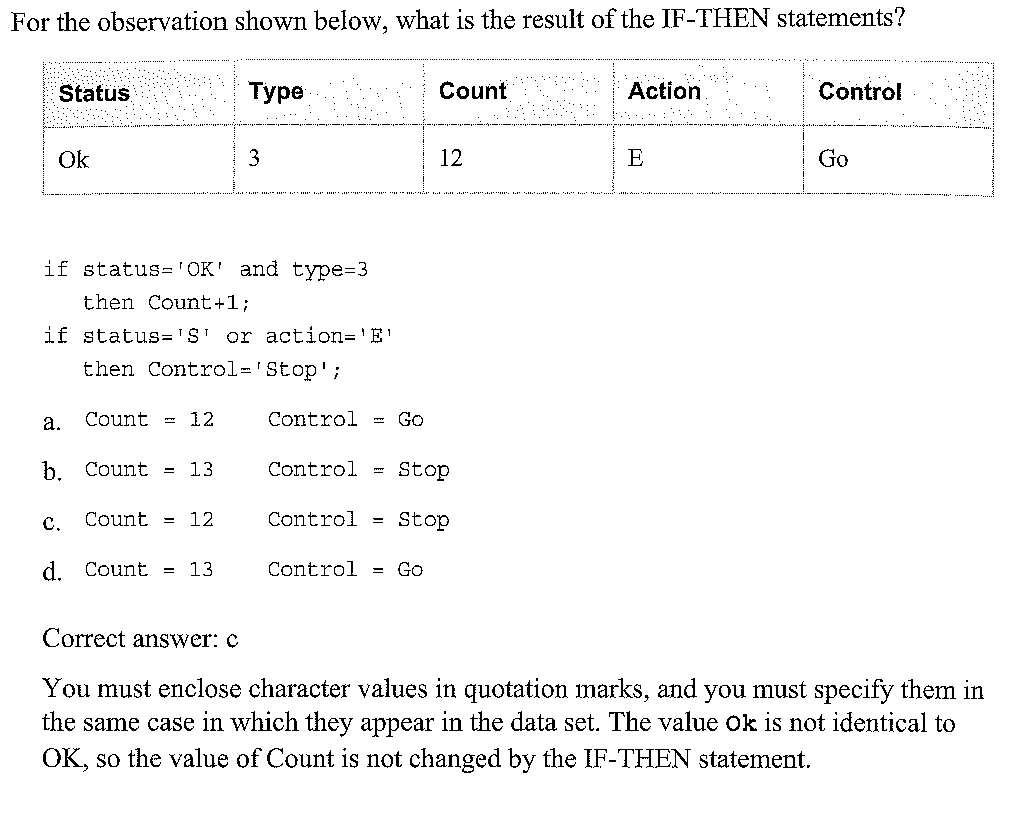 For the observation shown below, what is the result of the IF-THEN statements?
Status Type Count Action Control
Ok 3 12 E Go
if status='OK' and type=3
then Count+1;
if status='S' or action='E'
then Control='Stop';
a. Count = 12 Control = Go
b. Count = 13 Control = Stop
c. Count = 12 Control = Stop
d. Count = 13 Control = Go
Correct answer: c
You must enclose character values in quotation marks, and you must specify them in
the same case in which they appear in the data set. The value Ok is not identical to
OK, so the value of Count is not changed by the IF-THEN statement.